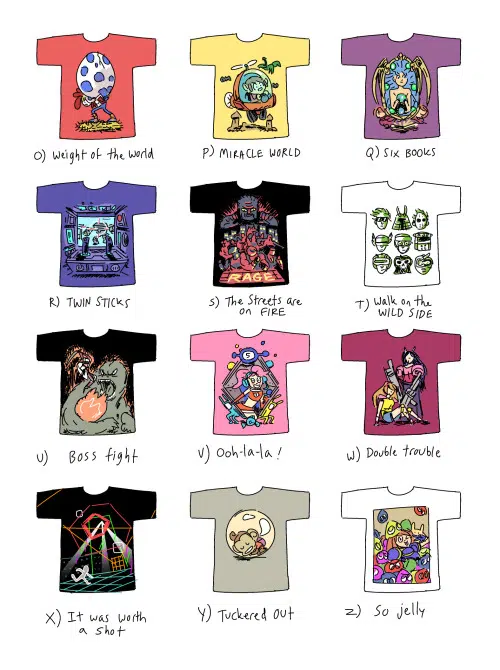 O) Weight of the World
P) MIRACLE WORLD
Q) SIX BOOKS
R) TWIN STICKS
RAGE
S) The Streets are
on FIRE
T) Walk on the
WILD SIDE
5
U) Boss fight
V) Ooh-la-la!
W) Double trouble
X) It was worth
a shot
Y) Tuckered Out
Z) So jelly